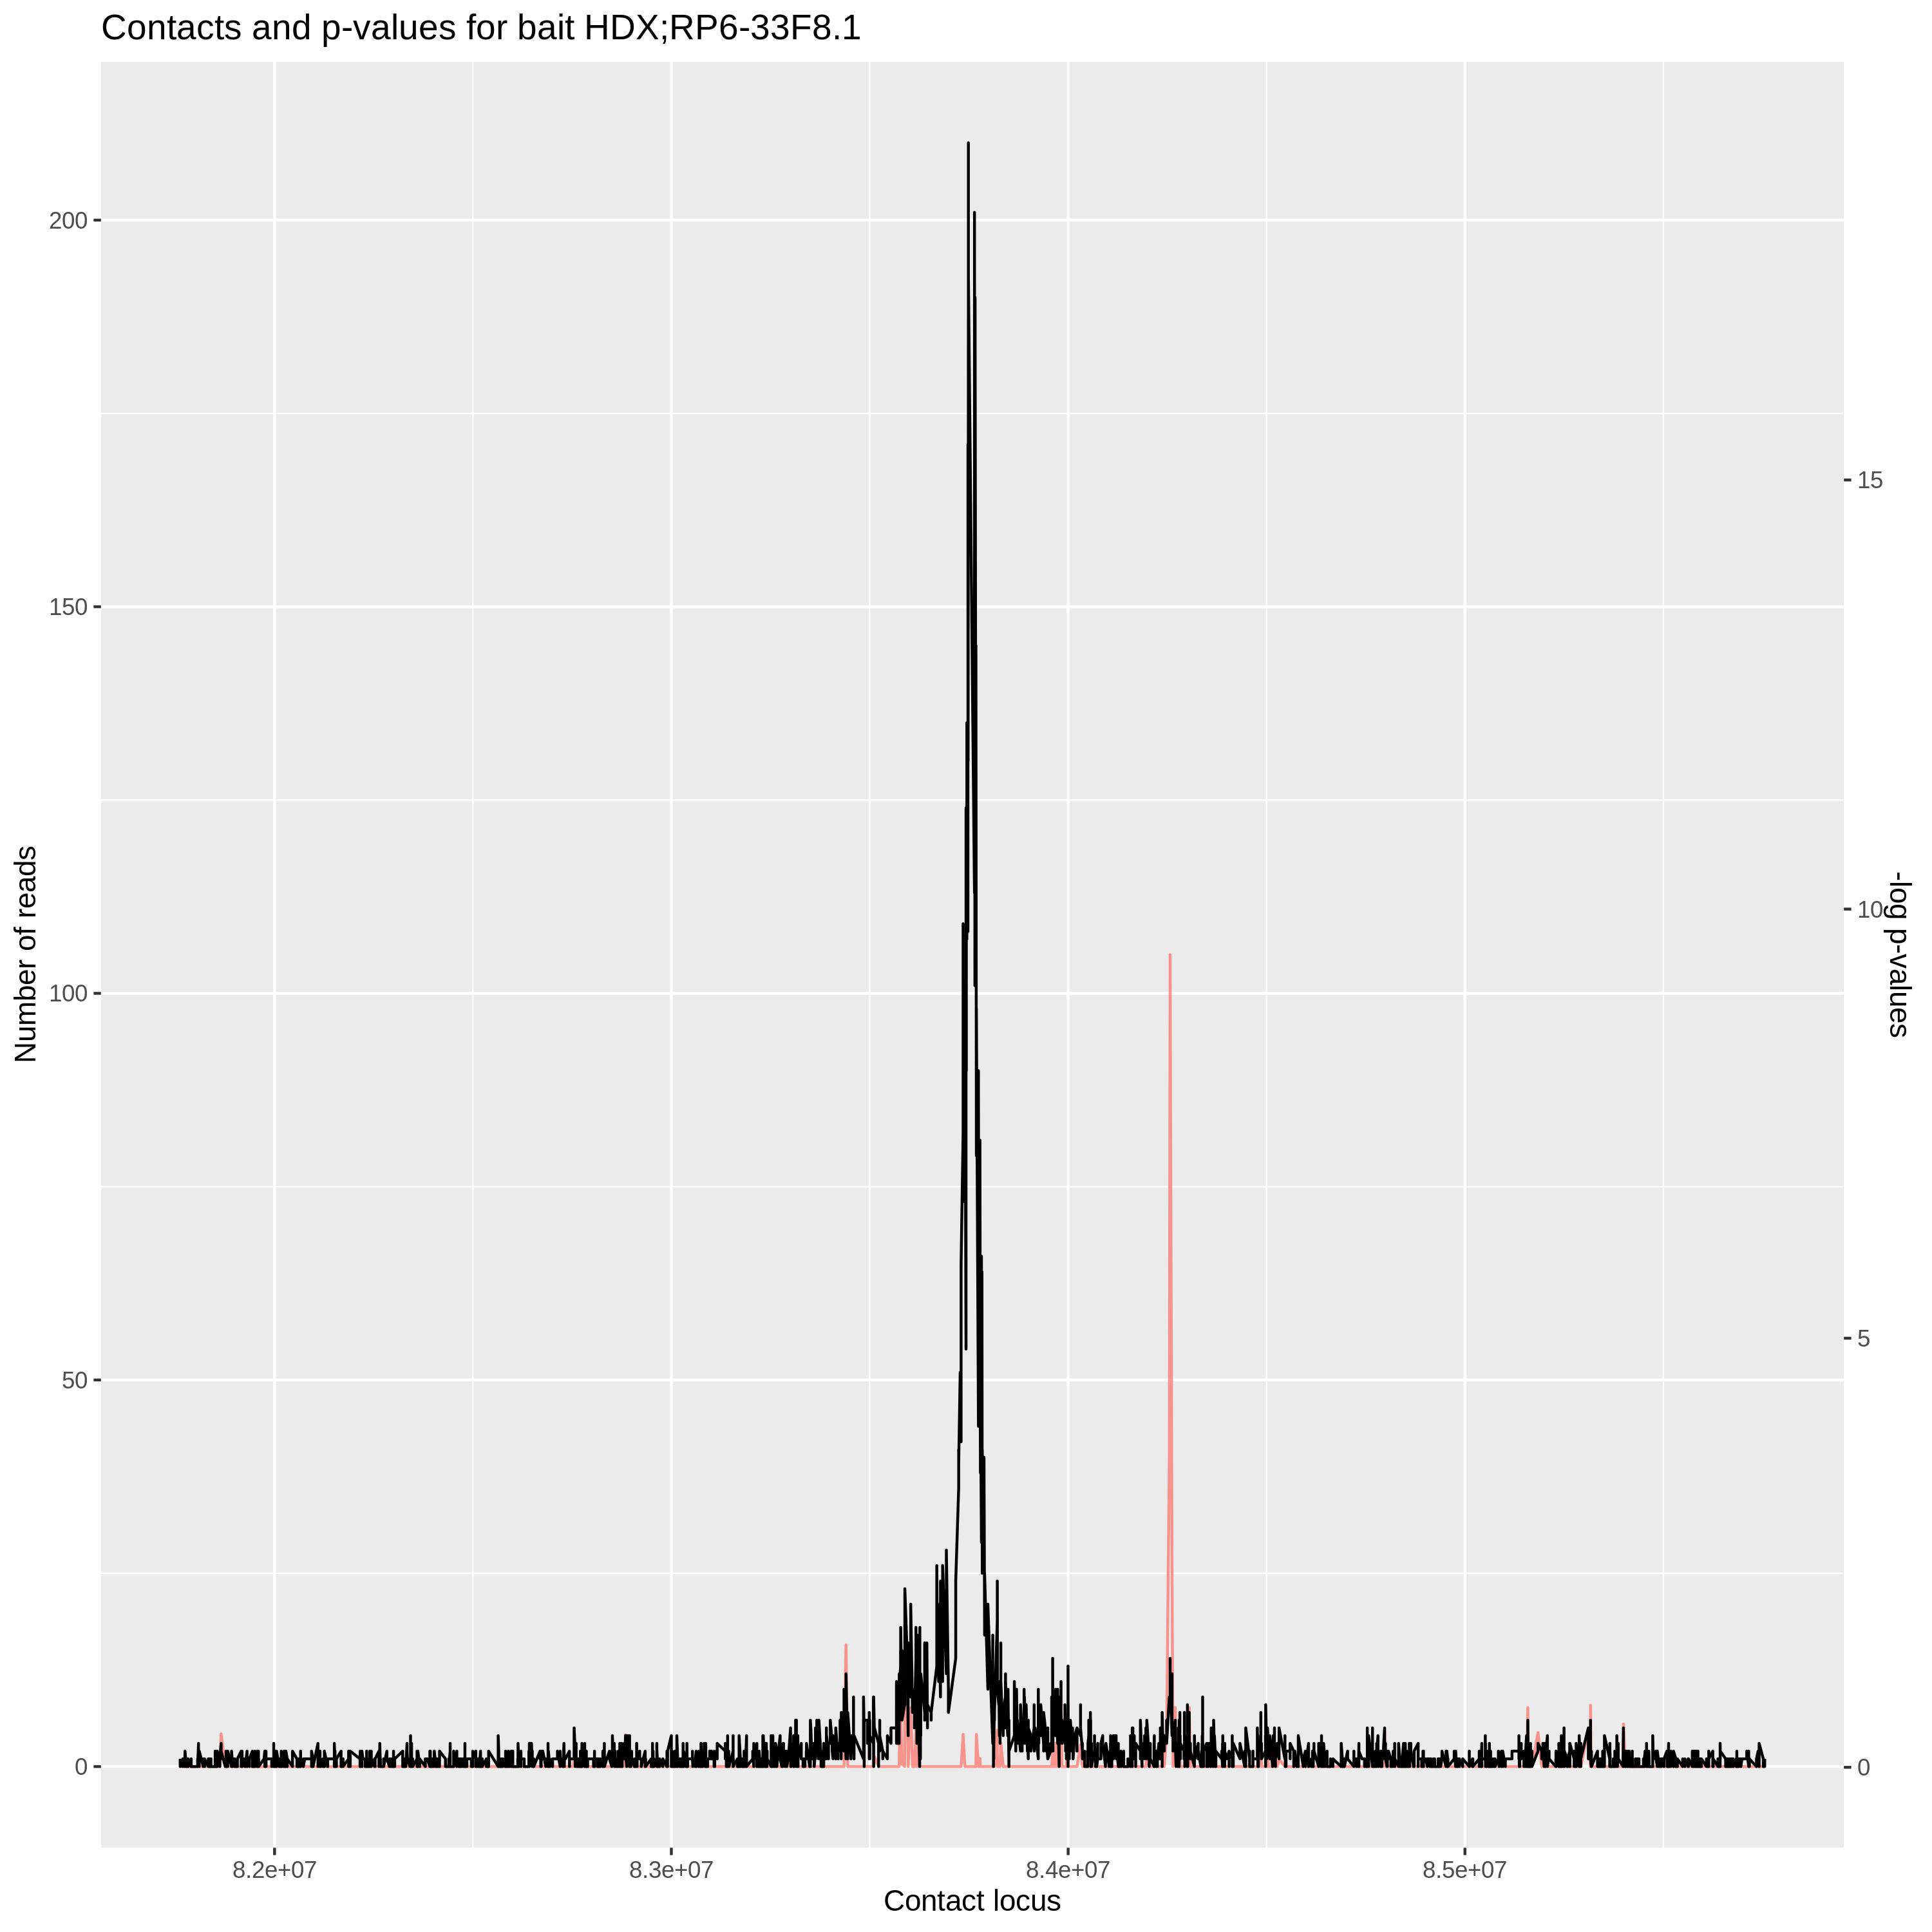 Contacts and p-values for bait HDX;RP6-33F8.1
Number of reads
200
150
100
50
0
15
10
5
0
-log p-values
8.2e+07 8.3e+07 8.4e+07 8.5e+07
Contact locus